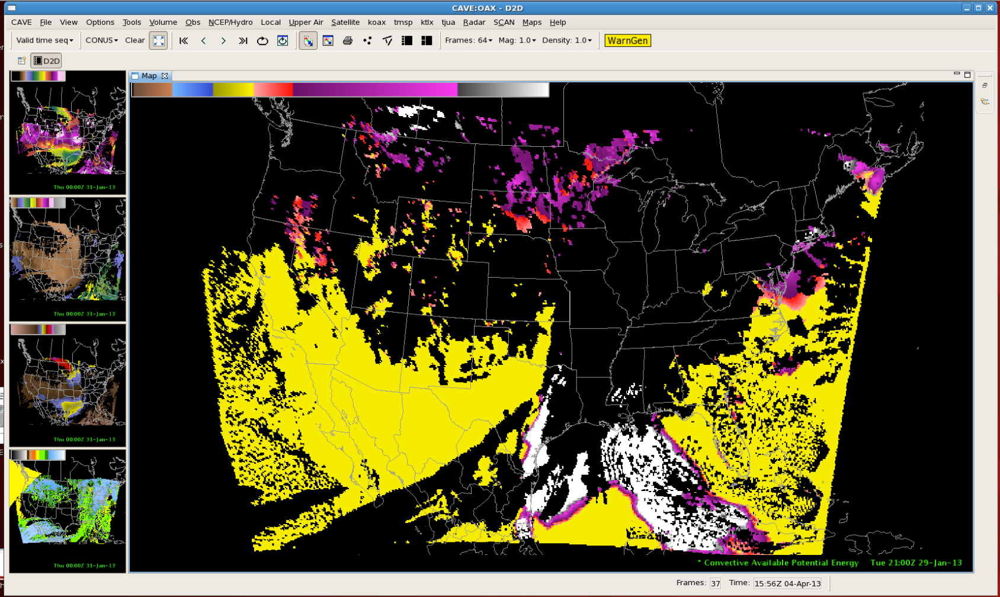 CAVE:OAX - D2D
CAVE File View Options Tools Volume Obs NCEP/Hydro Local Upper Air Satellite koax tmsp ktlx tjua Radar SCAN Maps Help
Valid time seq CONUS Clear Frames: 64 Mag: 1.0 Density: 1.0 WarnGen
D2D
Map
Thu 00:00Z 31-Jan-13
Thu 00:00Z 31-Jan-13
Thu 00:00Z 31-Jan-13
Thu 00:00Z 31-Jan-13
* Convective Available Potential Energy Tue 21:00Z 29-Jan-13
Frames: 37 Time: 15:56Z 04-Apr-13